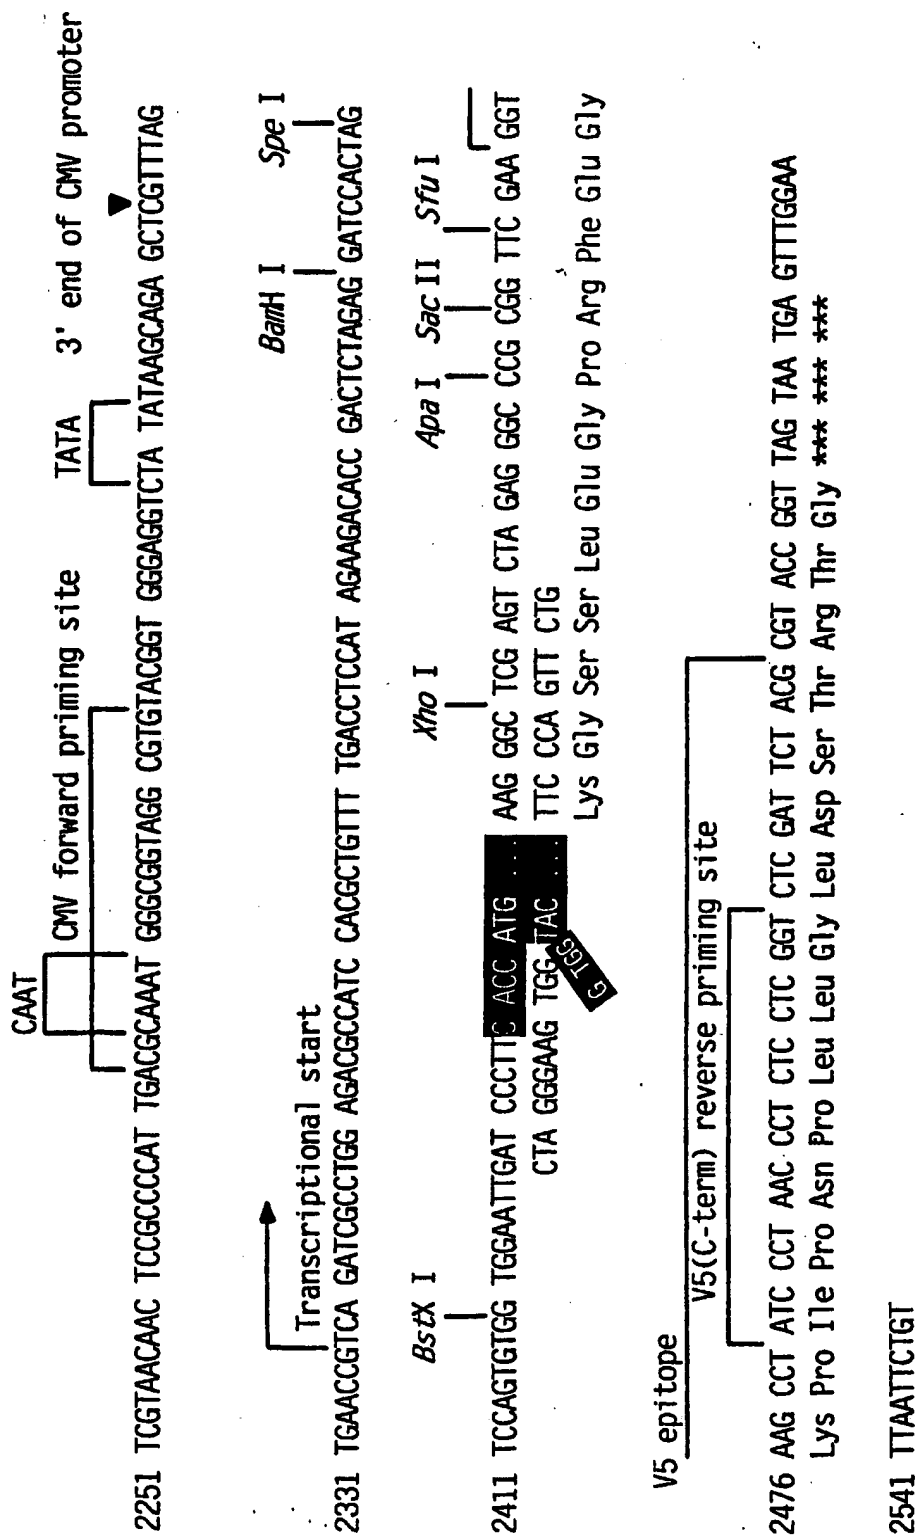 CAAT
CMV forward priming site
TATA
3' end of CMV promoter
2251 TCGTAACAAC TCCGCCCCAT TGACGCAAAT GGGCGGTAGG CGTGTACGGT GGGAGGTCTA TATAAGCAGA GCTCGTTTAG
Transcriptional start
BamH I
Spe I
2331 TGAACCGTCA GATCGCCTGG AGACGCCATC CACGCTGTTT TGACCTCCAT AGAAGACACC GACTCTAGAG GATCCACTAG
BstX I
Xho I
Apa I
Sac II
Sfu I
2411 TCCAGTGTGG TGGAATTGAT CCCTTC ACC ATG ... AAG GGC TCG AGT CTA GAG GGC CCG CGG TTC GAA GGT
CTA GGGAAG TGG TAC ... TTC CCA GTT CTG
G TGG
Lys Gly Ser Ser Leu Glu Gly Pro Arg Phe Glu Gly
V5 epitope
V5(C-term) reverse priming site
2476 AAG CCT ATC CCT AAC CCT CTC CTC GGT CTC GAT TCT ACG CGT ACC GGT TAG TAA TGA GTTTGGAA
Lys Pro Ile Pro Asn Pro Leu Leu Gly Leu Asp Ser Thr Arg Thr Gly *** *** ***
2541 TTAATTCTGT